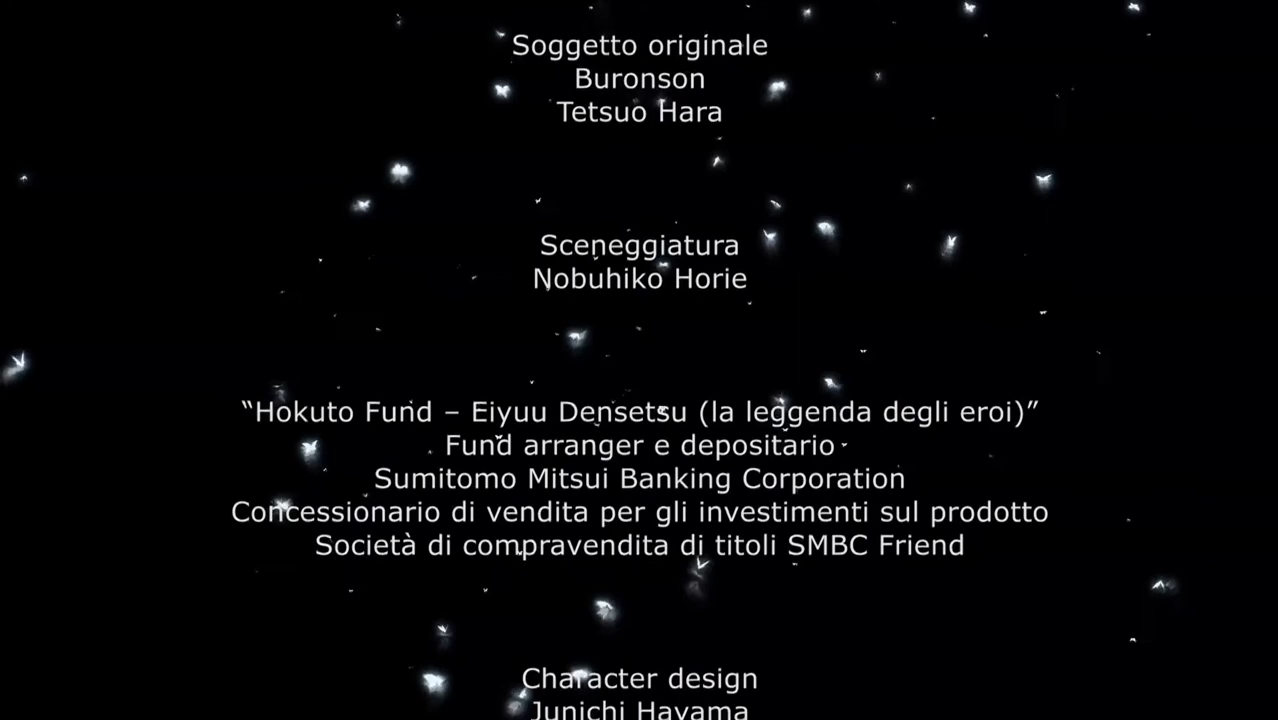 Soggetto originale
Buronson
Tetsuo Hara
Sceneggiatura
Nobuhiko Horie
“Hokuto Fund – Eiyuu Densetsu (la leggenda degli eroi)”
Fund arranger e depositario
Sumitomo Mitsui Banking Corporation
Concessionario di vendita per gli investimenti sul prodotto
Società di compravendita di titoli SMBC Friend
Character design
Junichi Hayama